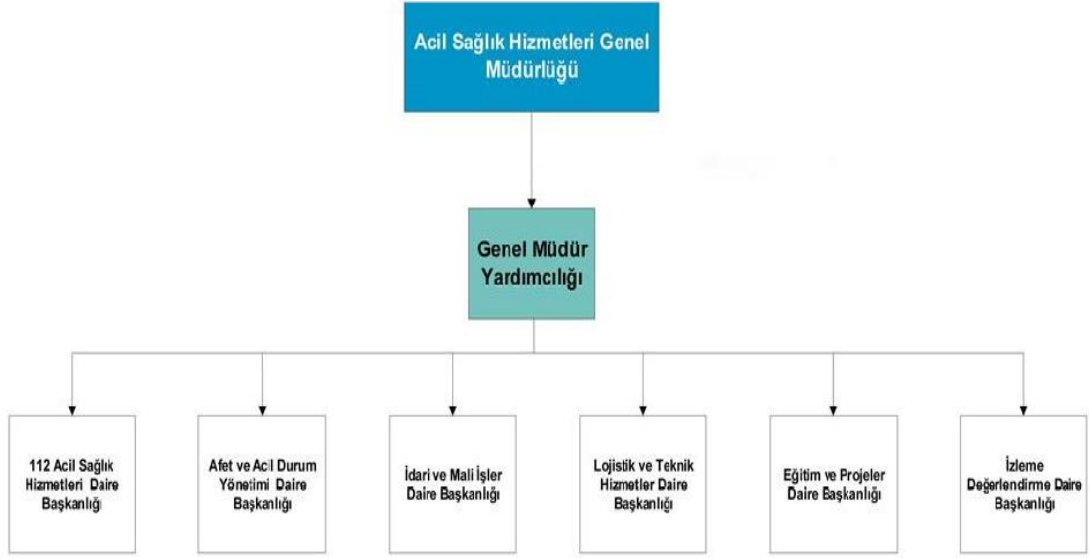 Acil Sağlık Hizmetleri Genel
Müdürlüğü
Genel Müdür
Yardımcılığı
112 Acil Sağlık
Hizmetleri Daire
Başkanlığı
Afet ve Acil Durum
Yönetimi Daire
Başkanlığı
İdari ve Mali İşler
Daire Başkanlığı
Lojistik ve Teknik
Hizmetler Daire
Başkanlığı
Eğitim ve Projeler
Daire Başkanlığı
İzleme
Değerlendirme Daire
Başkanlığı